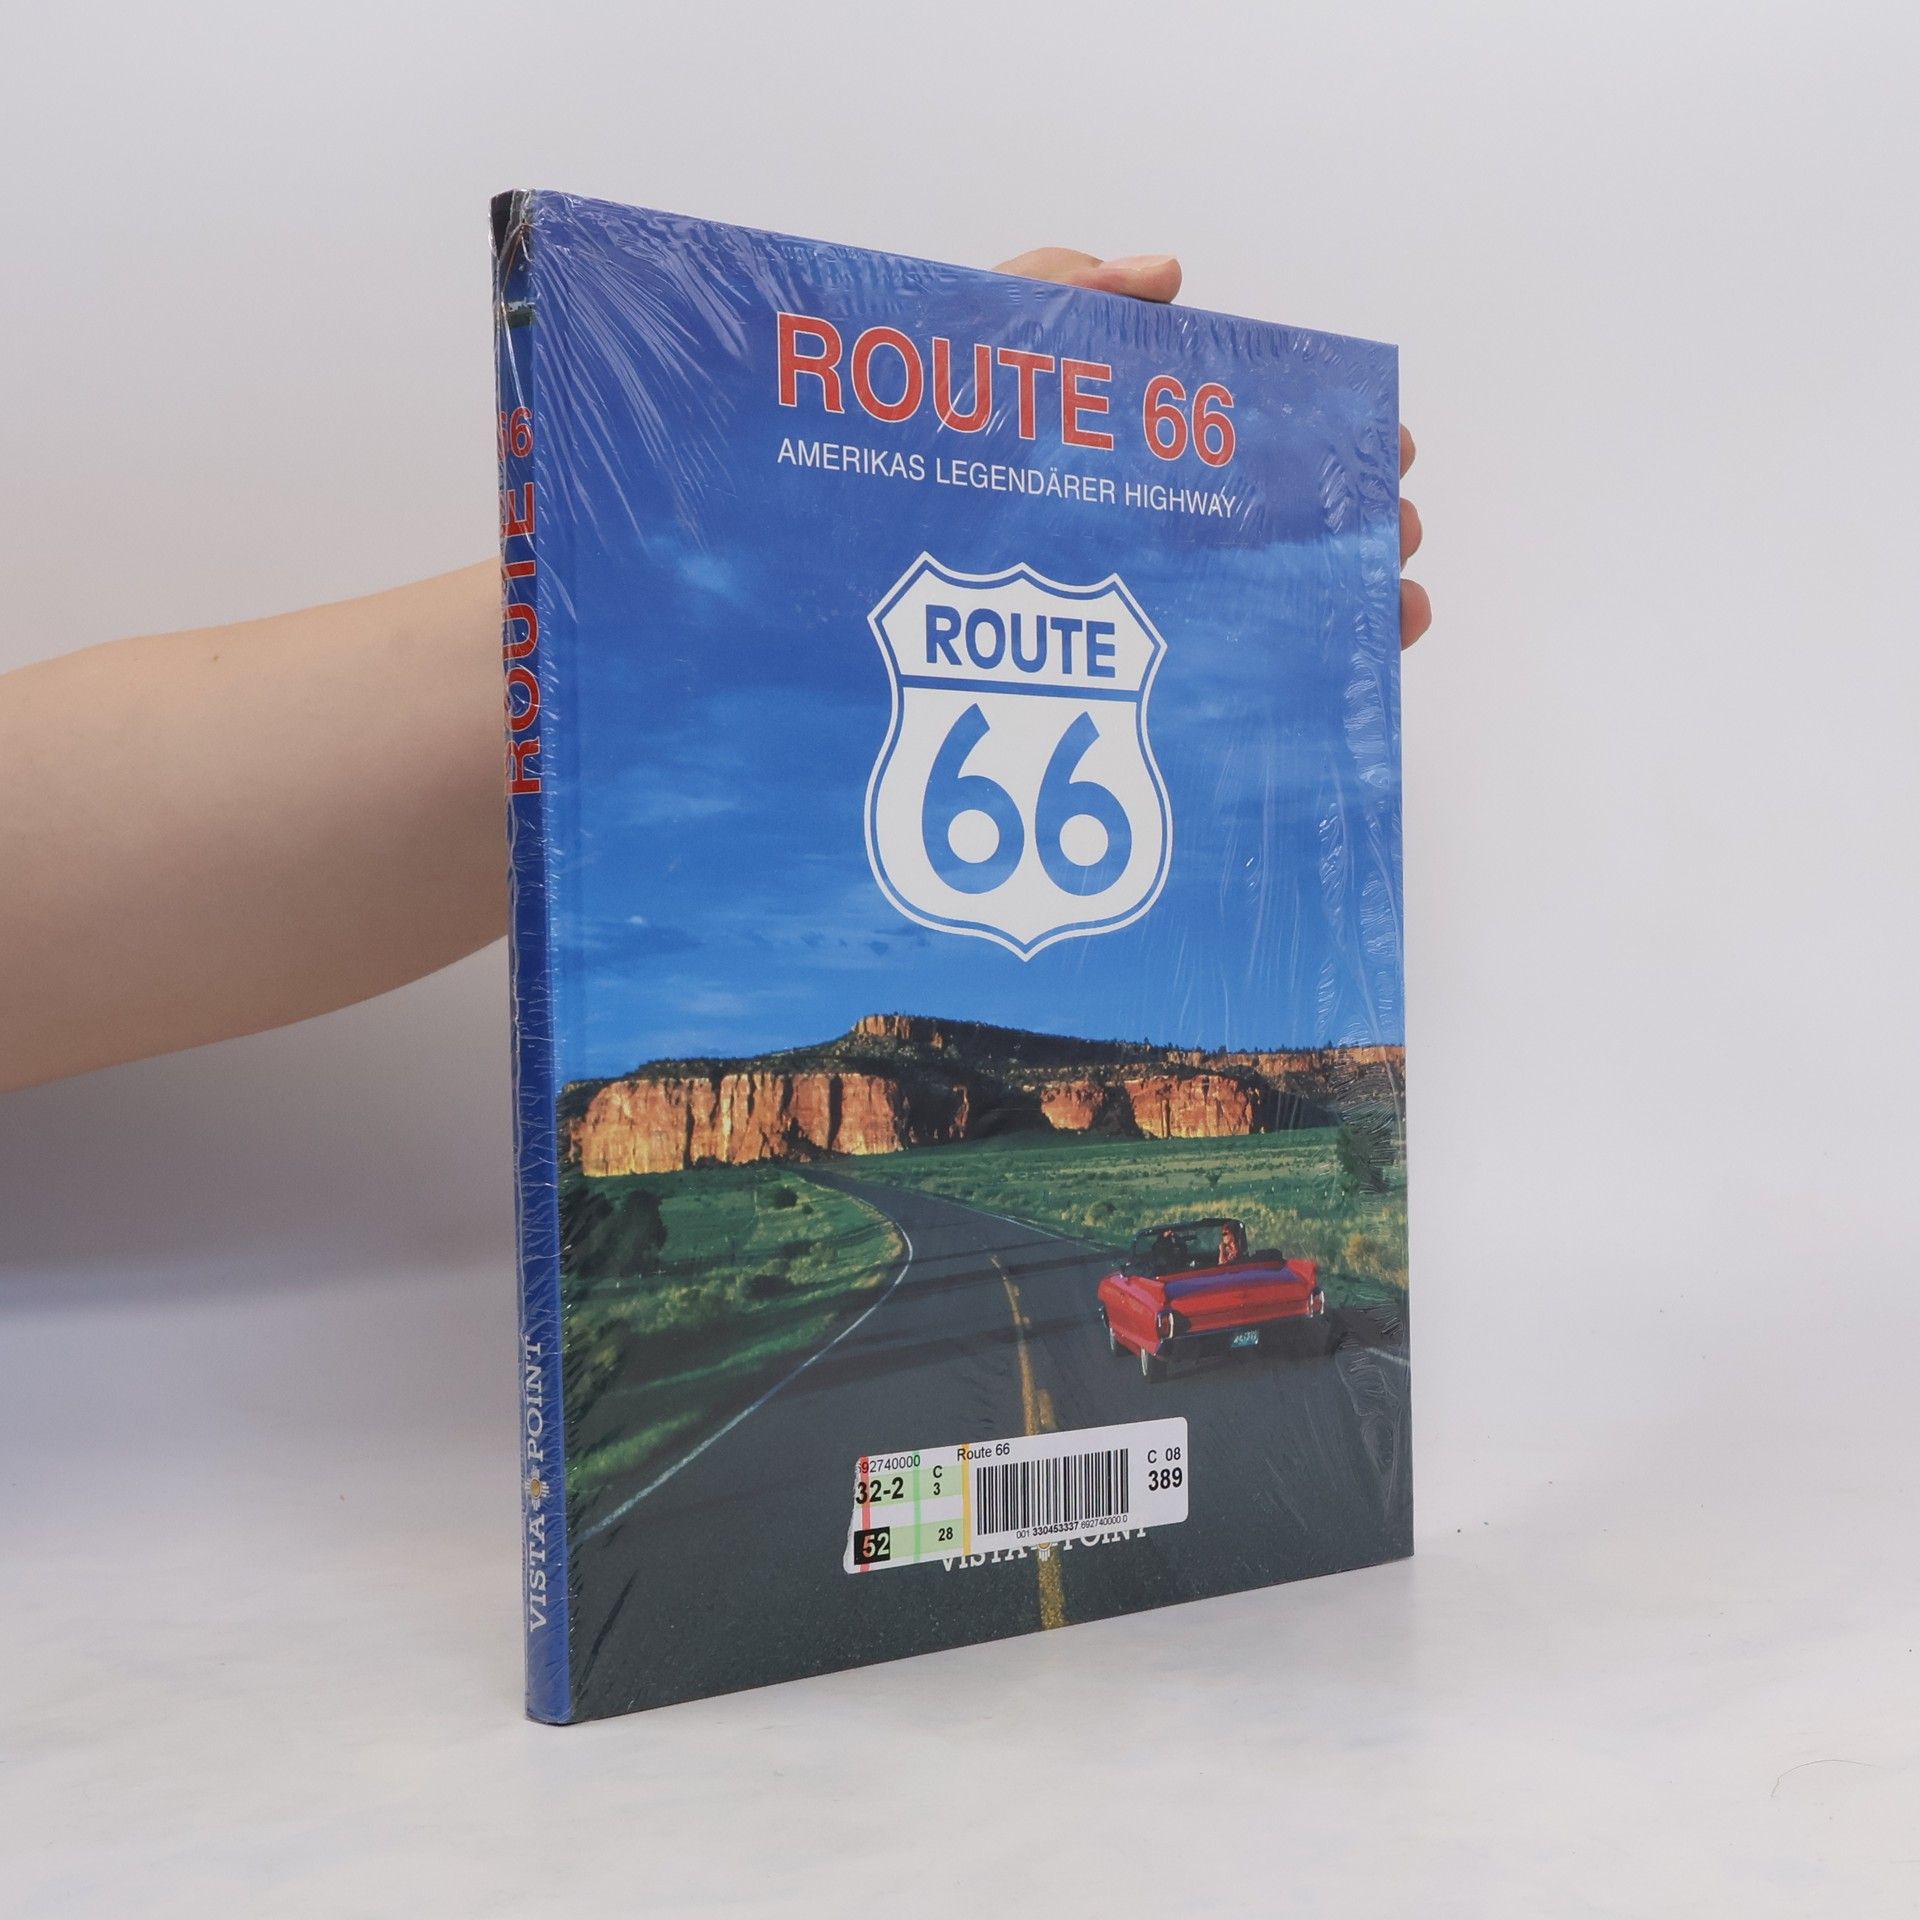 ROUTE 66
AMERIKAS LEGENDÄRER HIGHWAY
ROUTE
66
ROUTE 66
VISTA POINT
692740000
Route 66
32-2
C
3
52
28
C 08
389
001 330453337 692740000 0
VISTA POINT